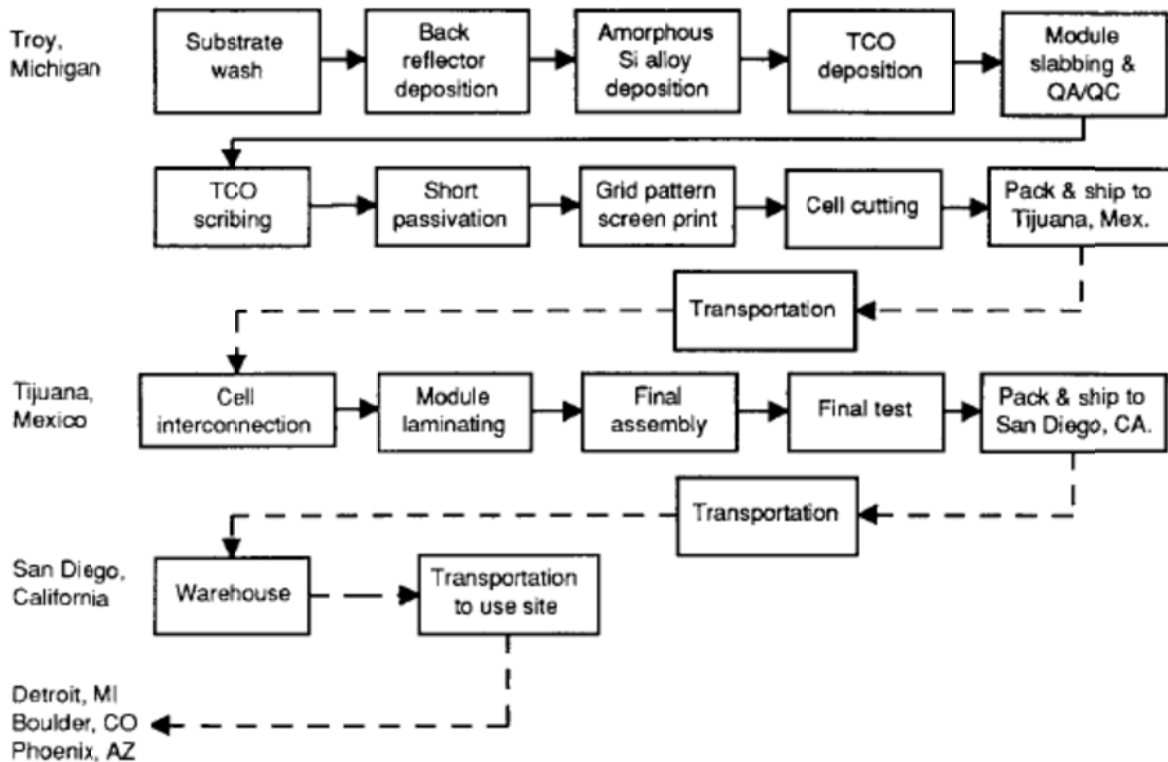 Troy,
Michigan
Substrate
wash
Back
reflector
deposition
Amorphous
Si alloy
deposition
TCO
deposition
Module
slabbing &
QA/QC
TCO
scribing
Short
passivation
Grid pattern
screen print
Cell cutting
Pack & ship to
Tijuana, Mex.
Transportation
Tijuana,
Mexico
Cell
interconnection
Module
laminating
Final
assembly
Final test
Pack & ship to
San Diego, CA.
Transportation
San Diego,
California
Warehouse
Transportation
to use site
Detroit, MI
Boulder, CO
Phoenix, AZ